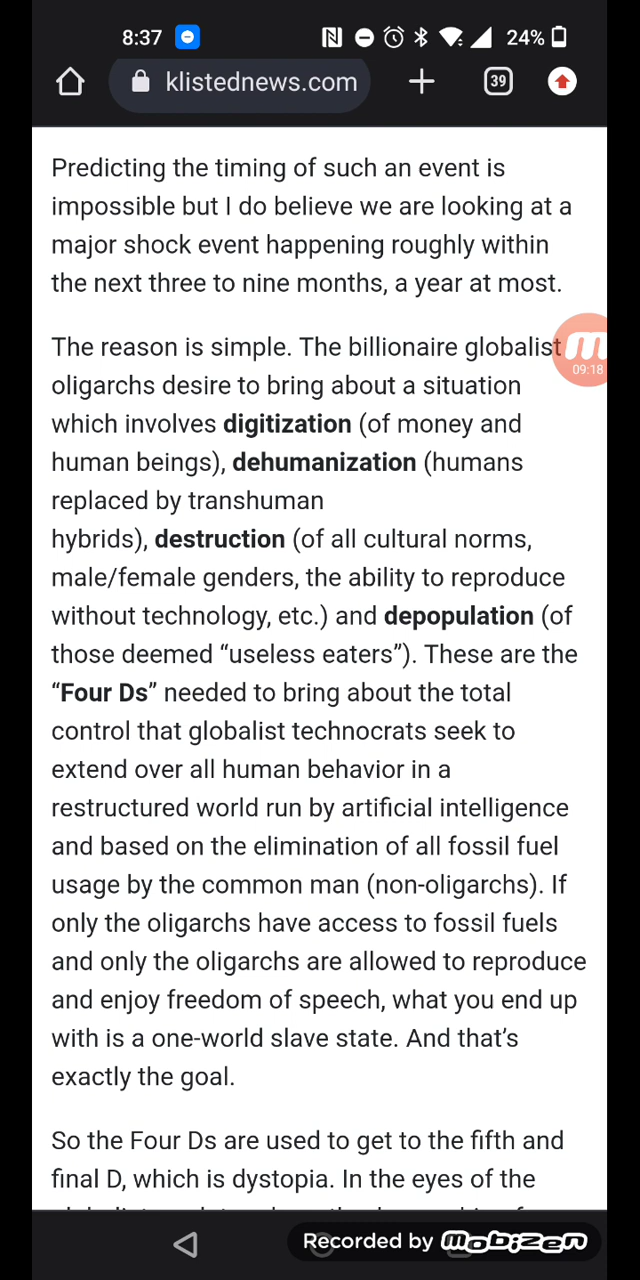 8:37
24%
klistednews.com
39
Predicting the timing of such an event is
impossible but I do believe we are looking at a
major shock event happening roughly within
the next three to nine months, a year at most.
The reason is simple. The billionaire globalist
oligarchs desire to bring about a situation
which involves digitization (of money and
human beings), dehumanization (humans
replaced by transhuman
hybrids), destruction (of all cultural norms,
male/female genders, the ability to reproduce
without technology, etc.) and depopulation (of
those deemed “useless eaters”). These are the
“Four Ds” needed to bring about the total
control that globalist technocrats seek to
extend over all human behavior in a
restructured world run by artificial intelligence
and based on the elimination of all fossil fuel
usage by the common man (non-oligarchs). If
only the oligarchs have access to fossil fuels
and only the oligarchs are allowed to reproduce
and enjoy freedom of speech, what you end up
with is a one-world slave state. And that’s
exactly the goal.
So the Four Ds are used to get to the fifth and
final D, which is dystopia. In the eyes of the
m
09:18
Recorded by Mobizen